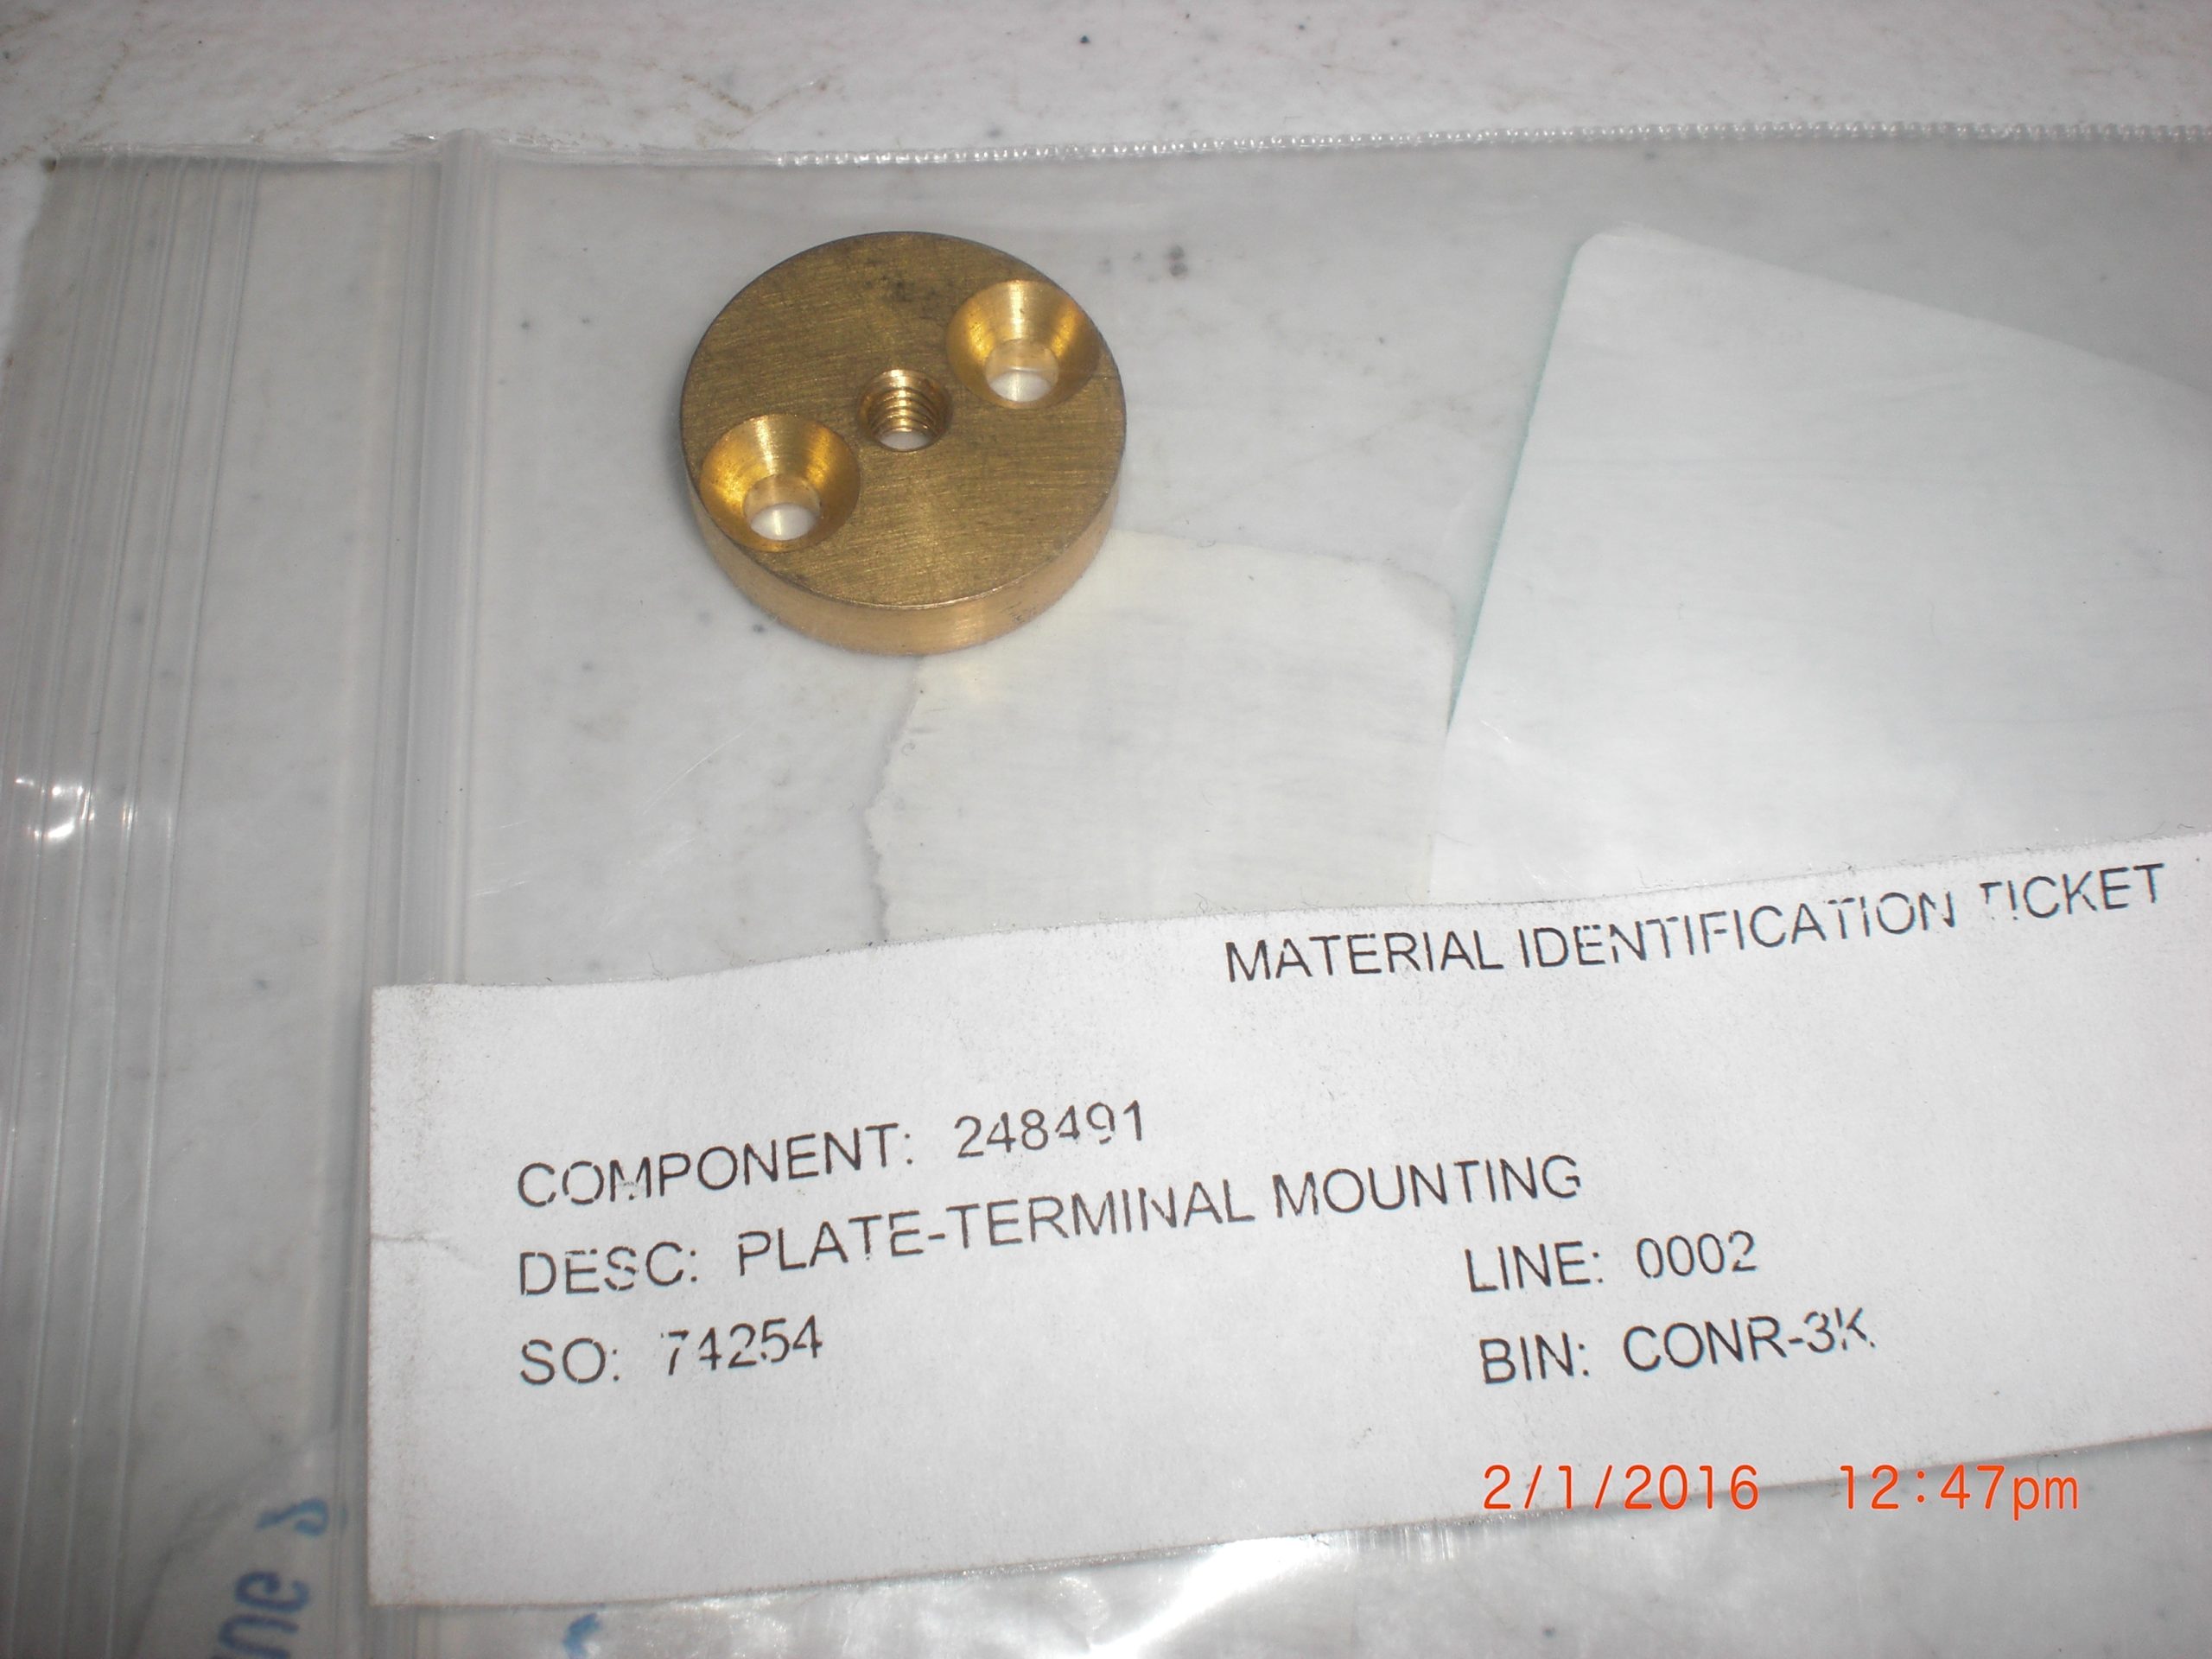 MATERIAL IDENTIFICATION TICKET
COMPONENT: 248491
DESC: PLATE-TERMINAL MOUNTING
SO: 74254
LINE: 0002
BIN: CONR-3K
2/1/2016 12:47pm